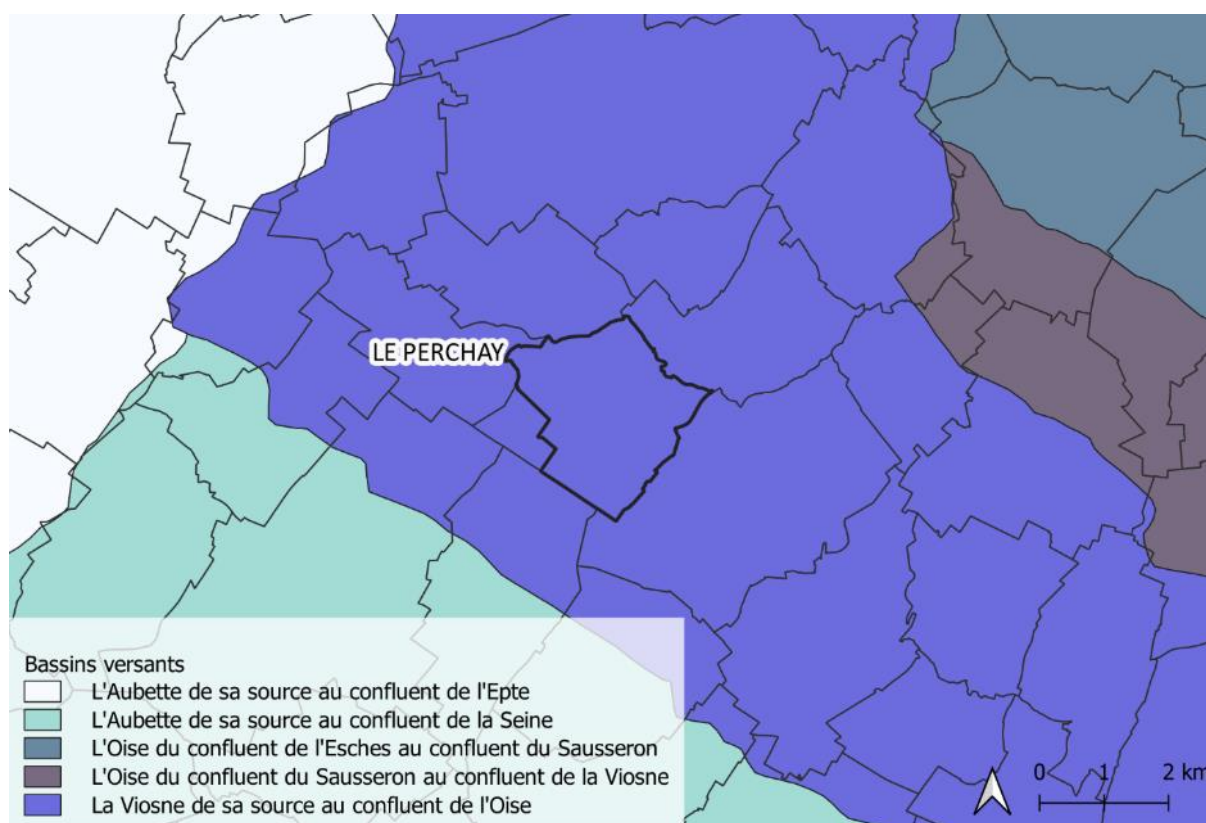 LE PERCHAY
Bassins versants
L'Aubette de sa source au confluent de l'Epte
L'Aubette de sa source au confluent de la Seine
L'Oise du confluent de l'Esches au confluent du Sausseron
L'Oise du confluent du Sausseron au confluent de la Viosne
La Viosne de sa source au confluent de l'Oise
0 1 2 km